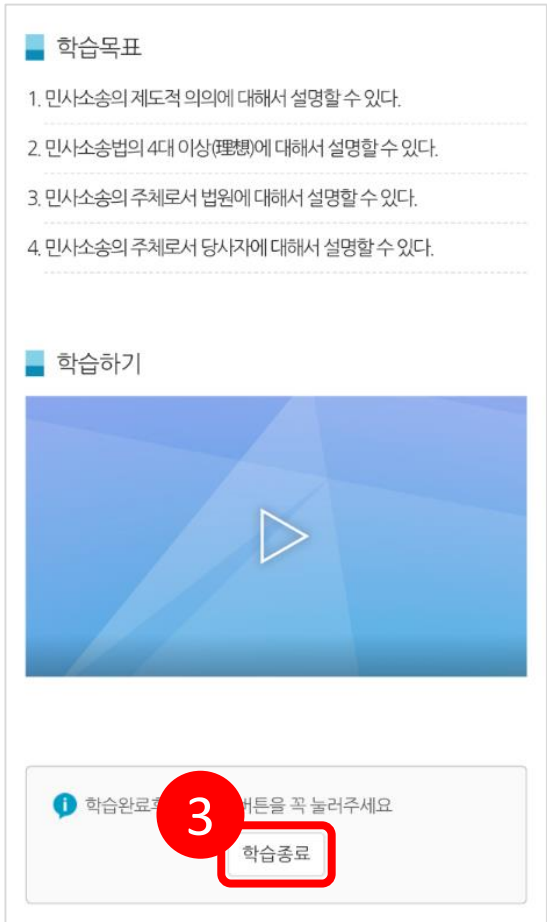 학습목표
1. 민사소송의 제도적 의의에 대해서 설명할 수 있다.
2. 민사소송법의 4대 이상(理想)에 대해서 설명할 수 있다.
3. 민사소송의 주체로서 법원에 대해서 설명할 수 있다.
4. 민사소송의 주체로서 당사자에 대해서 설명할 수 있다.
학습하기
학습완료 꼭 눌러주세요
3
학습종료